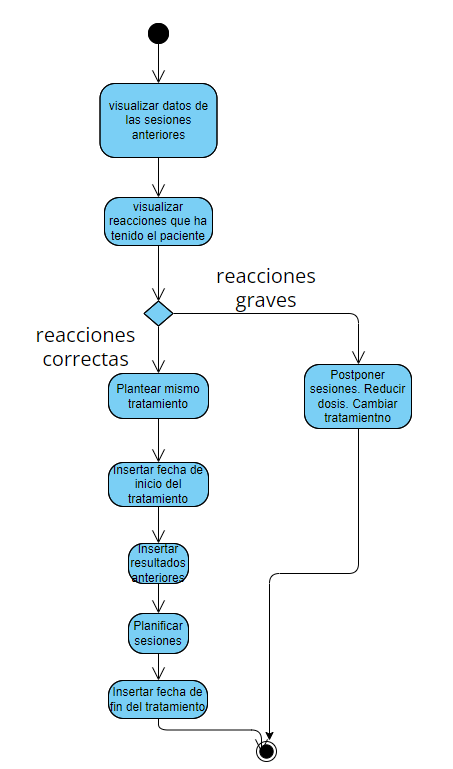 visualizar datos de
las sesiones
anteriores
visualizar
reacciones que ha
tenido el paciente
reacciones
graves
reacciones
correctas
Plantear mismo
tratamiento
Postponer
sesiones. Reducir
dosis. Cambiar
tratamientno
Insertar fecha de
inicio del
tratamiento
Insertar
resultados
anteriores
Planificar
sesiones
Insertar fecha de
fin del tratamiento